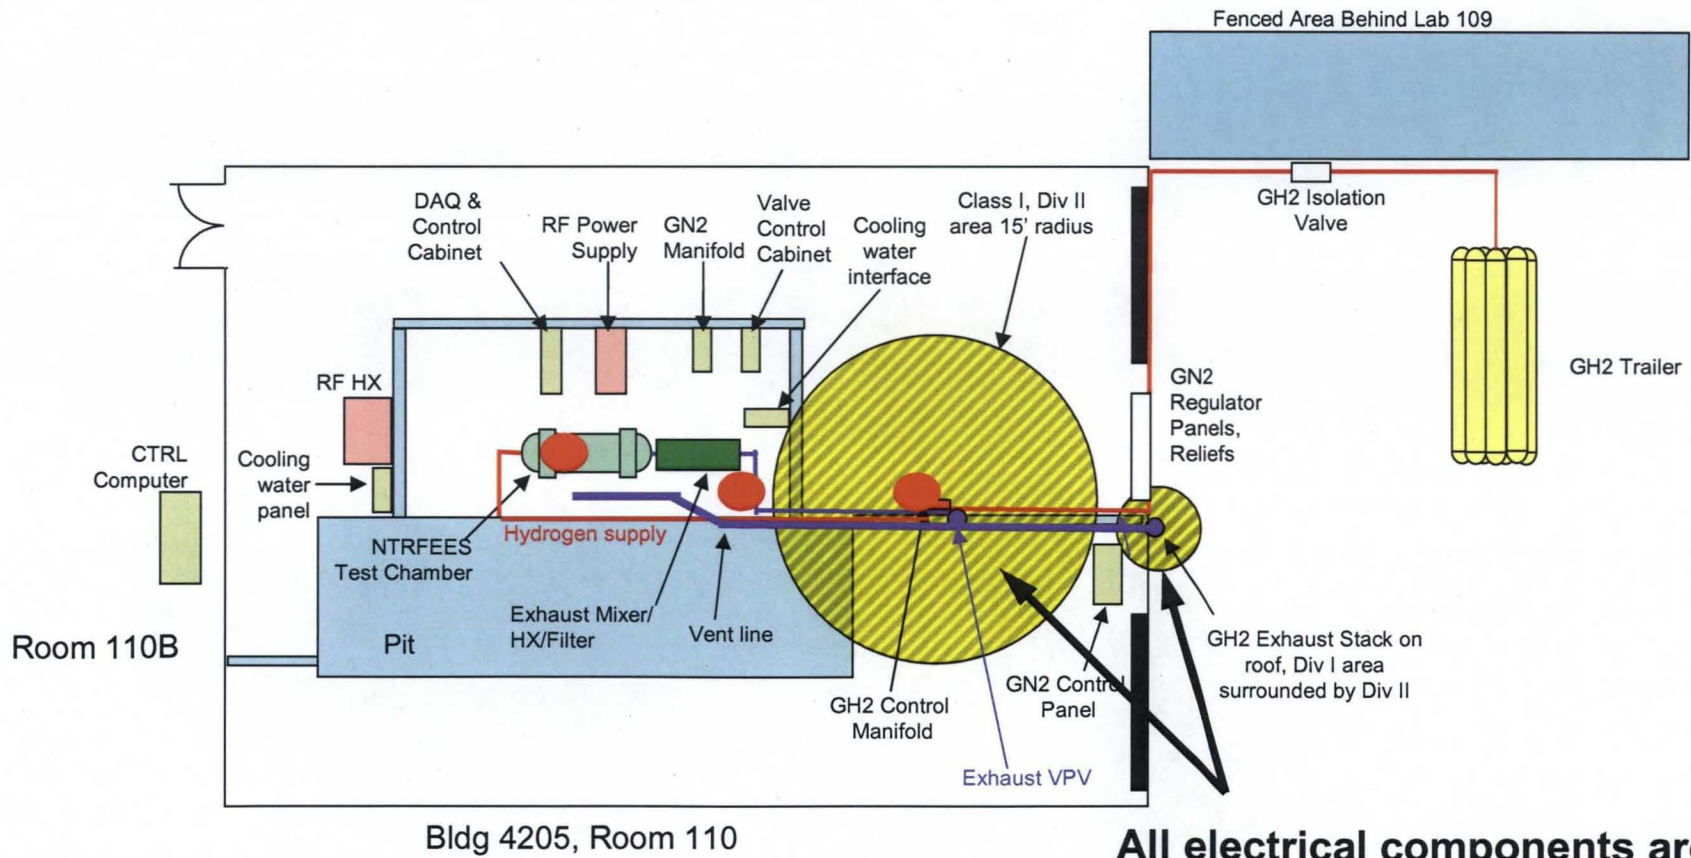 Fenced Area Behind Lab 109
GH2 Isolation
Valve
GH2 Trailer
DAQ &
Control
Cabinet
RF Power
Supply
GN2
Manifold
Valve
Control
Cabinet
Cooling
water
interface
Class I, Div II
area 15' radius
GN2
Regulator
Panels,
Reliefs
RF HX
CTRL
Computer
Cooling
water
panel
NTRFEES
Test Chamber
Hydrogen supply
Exhaust Mixer/
HX/Filter
Vent line
Pit
Room 110B
GH2 Control
Manifold
GN2 Control
Panel
GH2 Exhaust Stack on
roof, Div I area
surrounded by Div II
Exhaust VPV
Bldg 4205, Room 110
All electrical components are